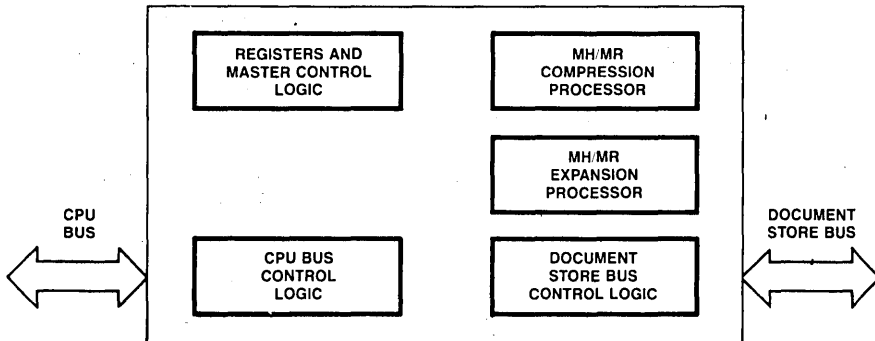 REGISTERS AND
MASTER CONTROL
LOGIC
MH/MR
COMPRESSION
PROCESSOR
MH/MR
EXPANSION
PROCESSOR
CPU
BUS
CPU BUS
CONTROL
LOGIC
DOCUMENT
STORE BUS
CONTROL LOGIC
DOCUMENT
STORE BUS